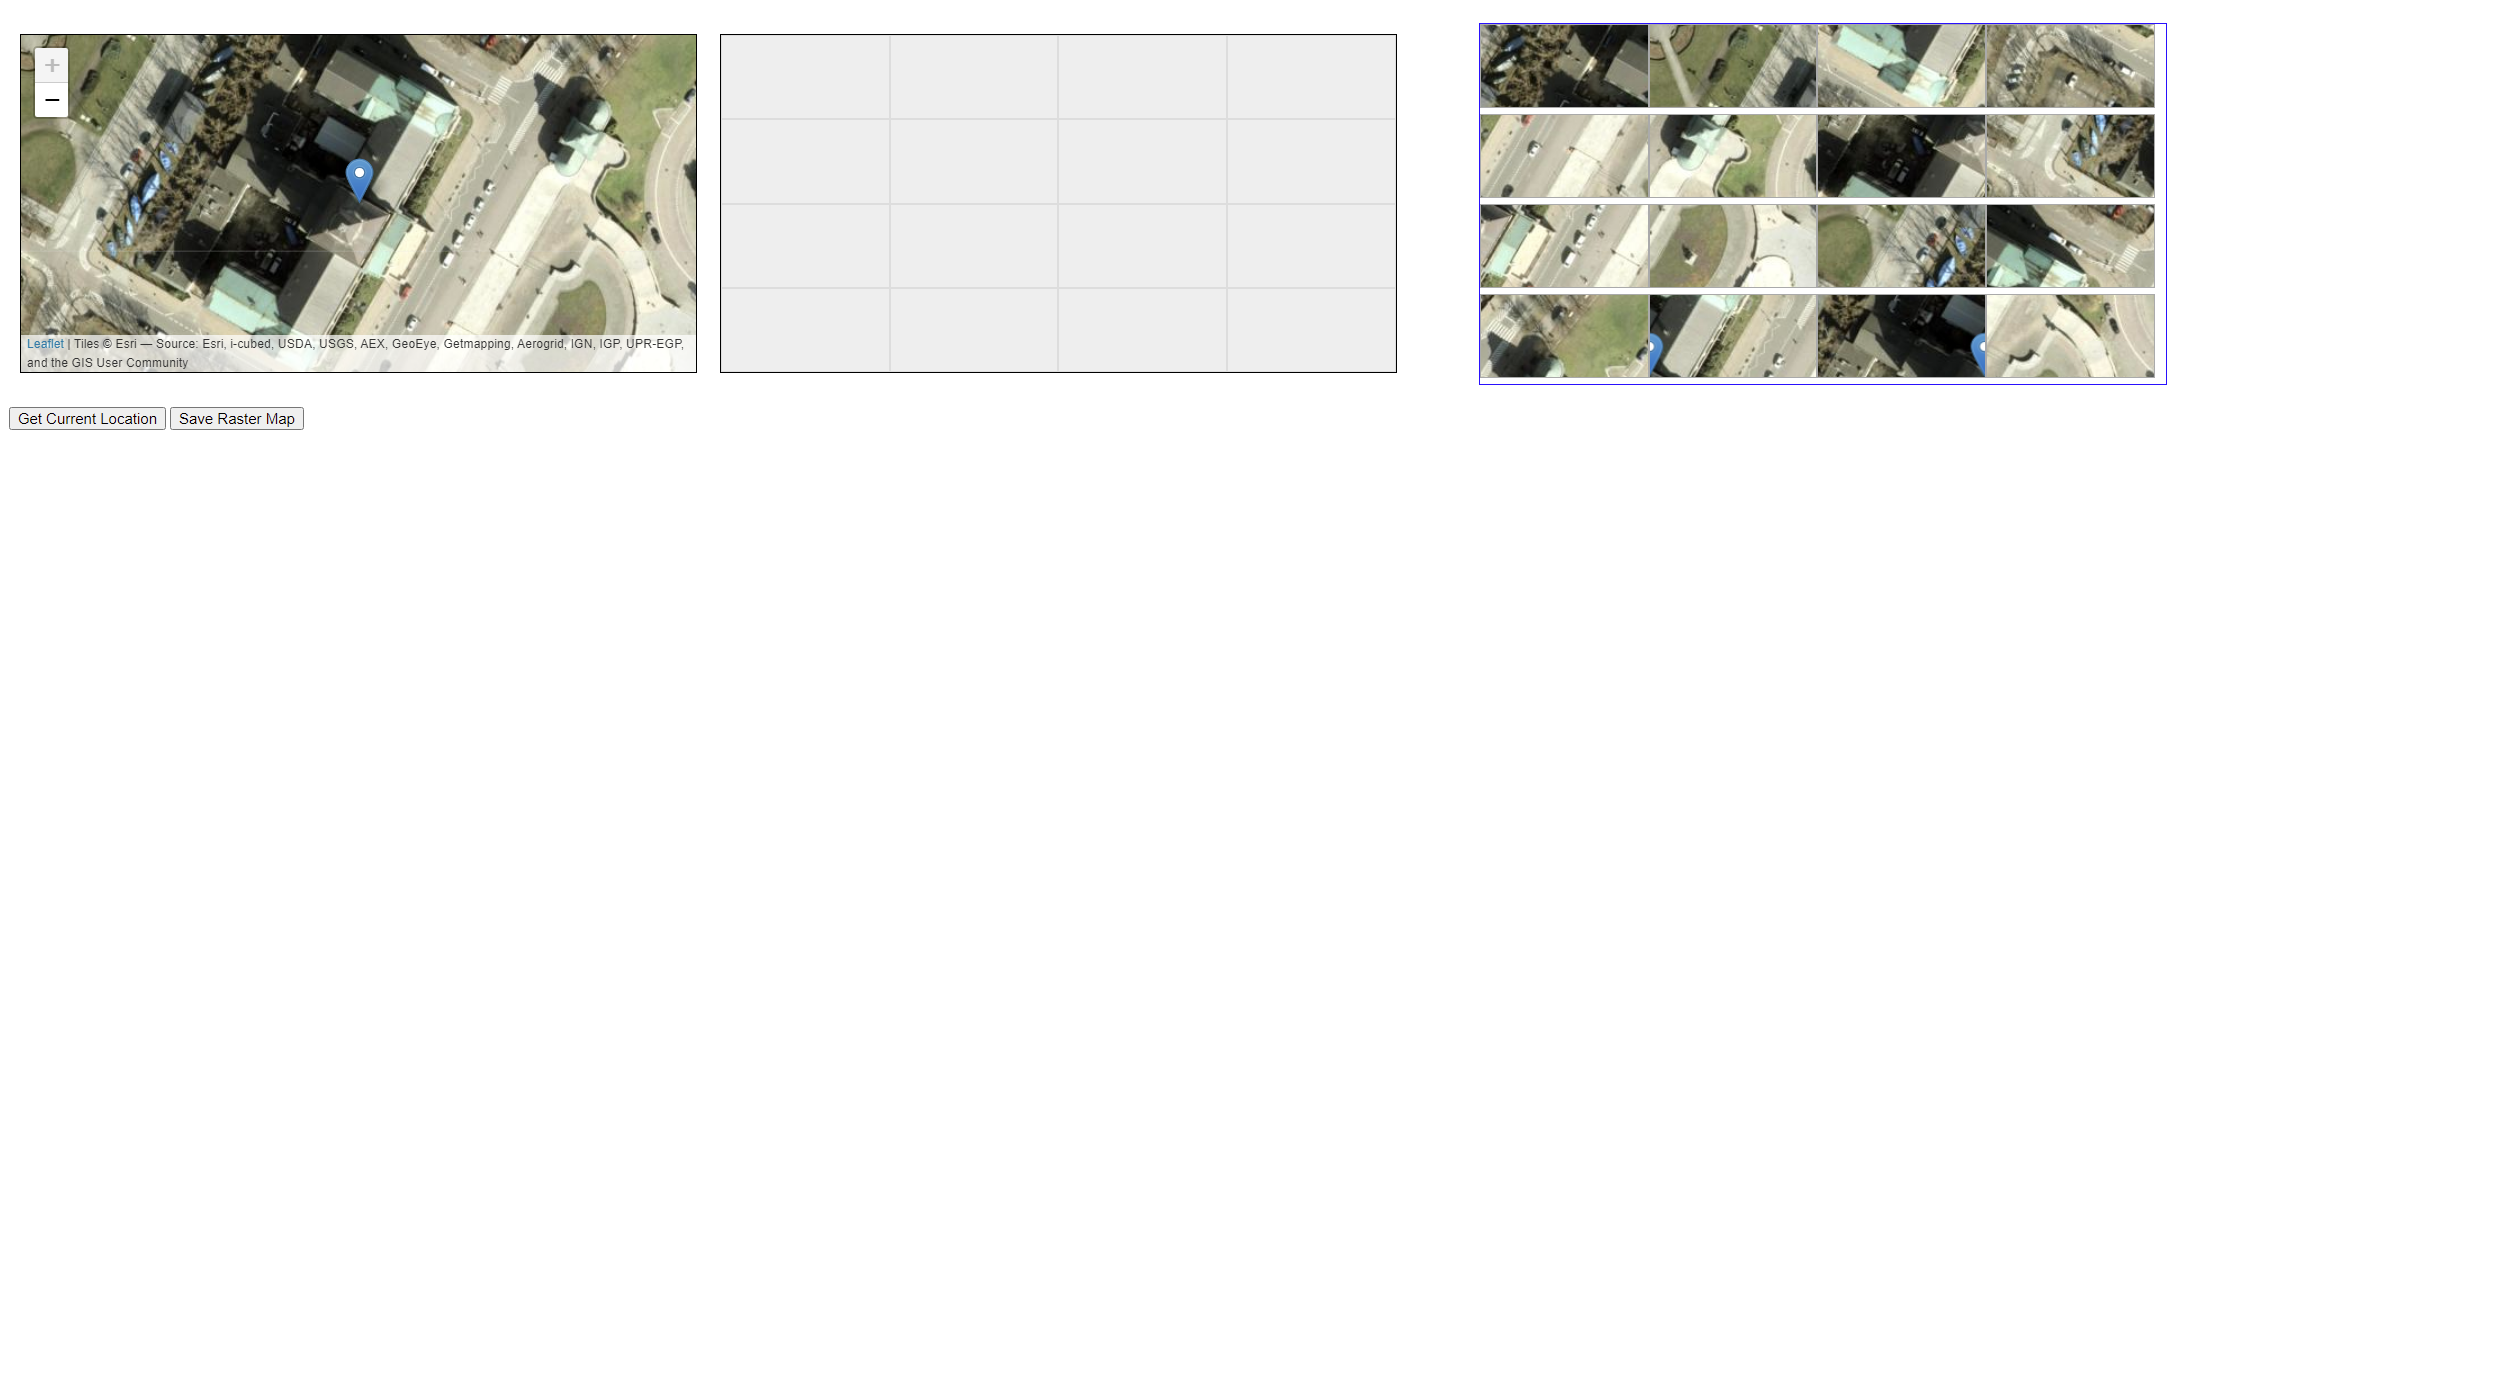 +
−
Leaflet | Tiles © Esri — Source: Esri, i-cubed, USDA, USGS, AEX, GeoEye, Getmapping, Aerogrid, IGN, IGP, UPR-EGP,
and the GIS User Community
Get Current Location Save Raster Map